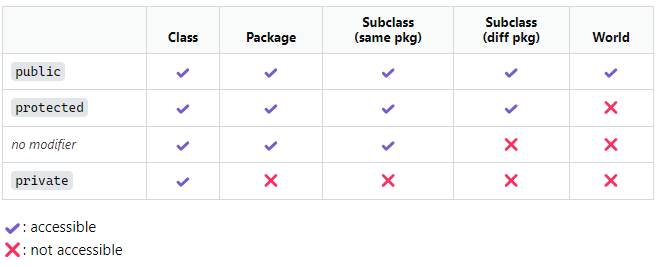 Class Package Subclass (same pkg) Subclass (diff pkg) World
public ✓ ✓ ✓ ✓ ✓
protected ✓ ✓ ✓ ✓ ✗
no modifier ✓ ✓ ✓ ✗ ✗
private ✓ ✗ ✗ ✗ ✗
✓ : accessible
✗ : not accessible